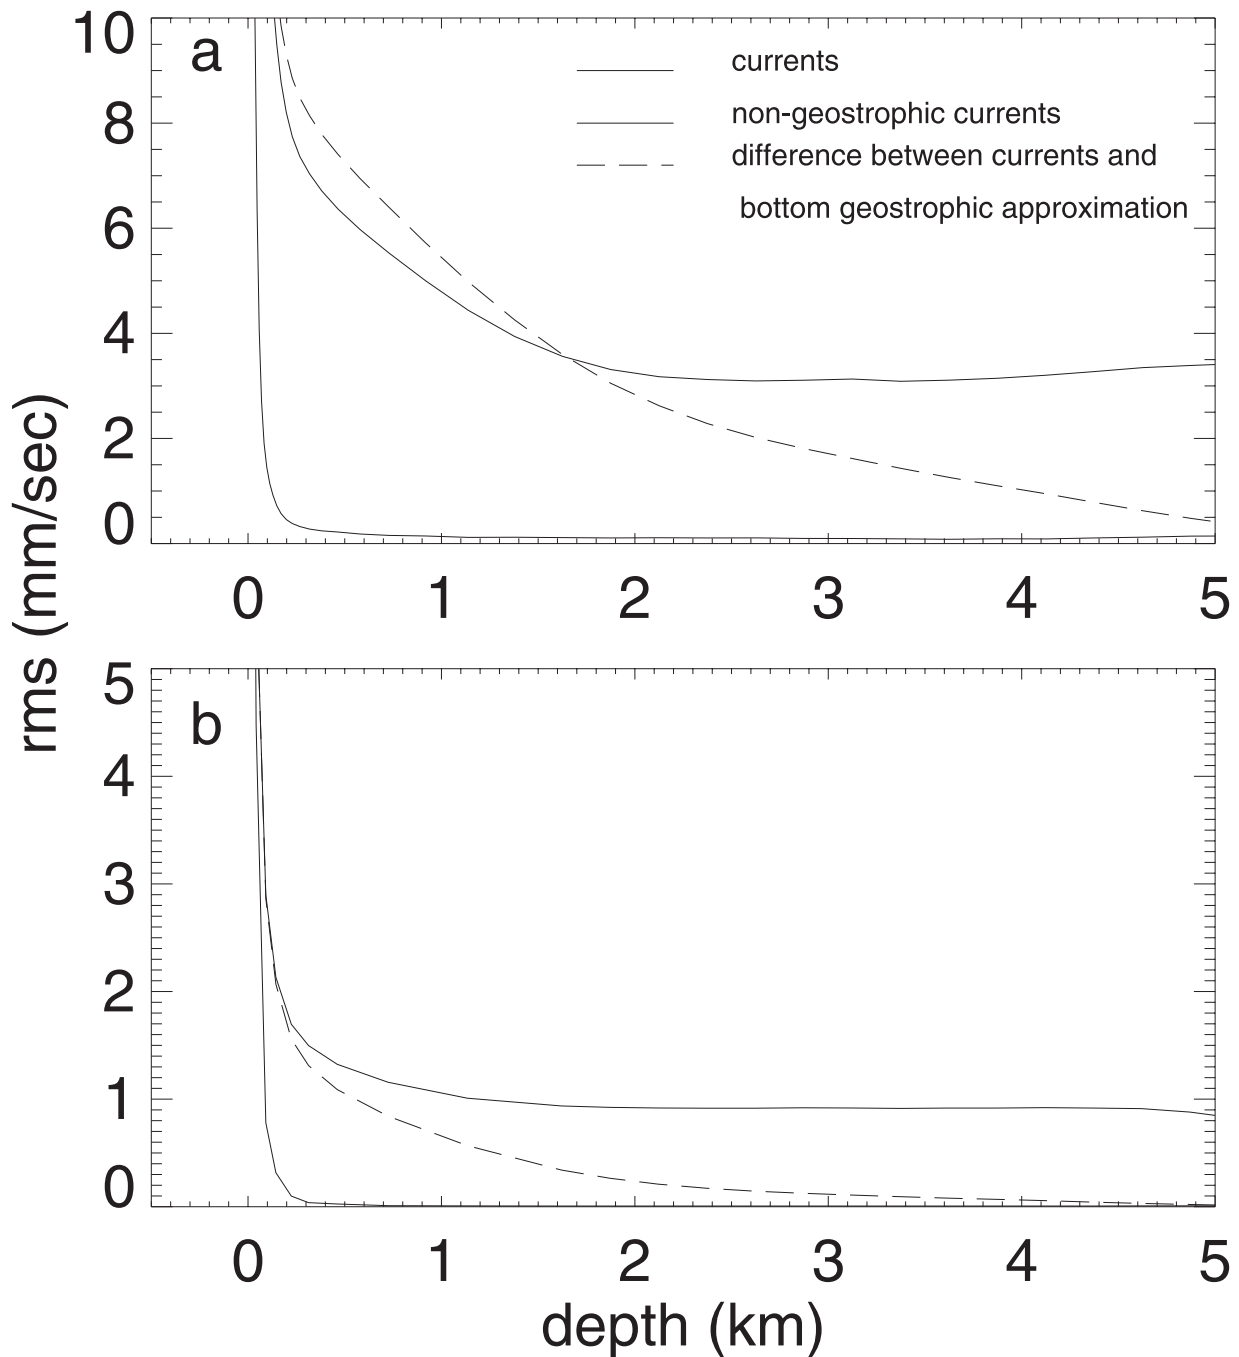 a
currents
non-geostrophic currents
difference between currents and
bottom geostrophic approximation
10
8
6
4
2
0
0 1 2 3 4 5
rms (mm/sec)
b
5
4
3
2
1
0
0 1 2 3 4 5
depth (km)